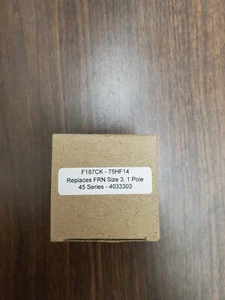 F187CK - 75HF14
Replaces FRN Size 3, 1 Pole
45 Series - 4033303